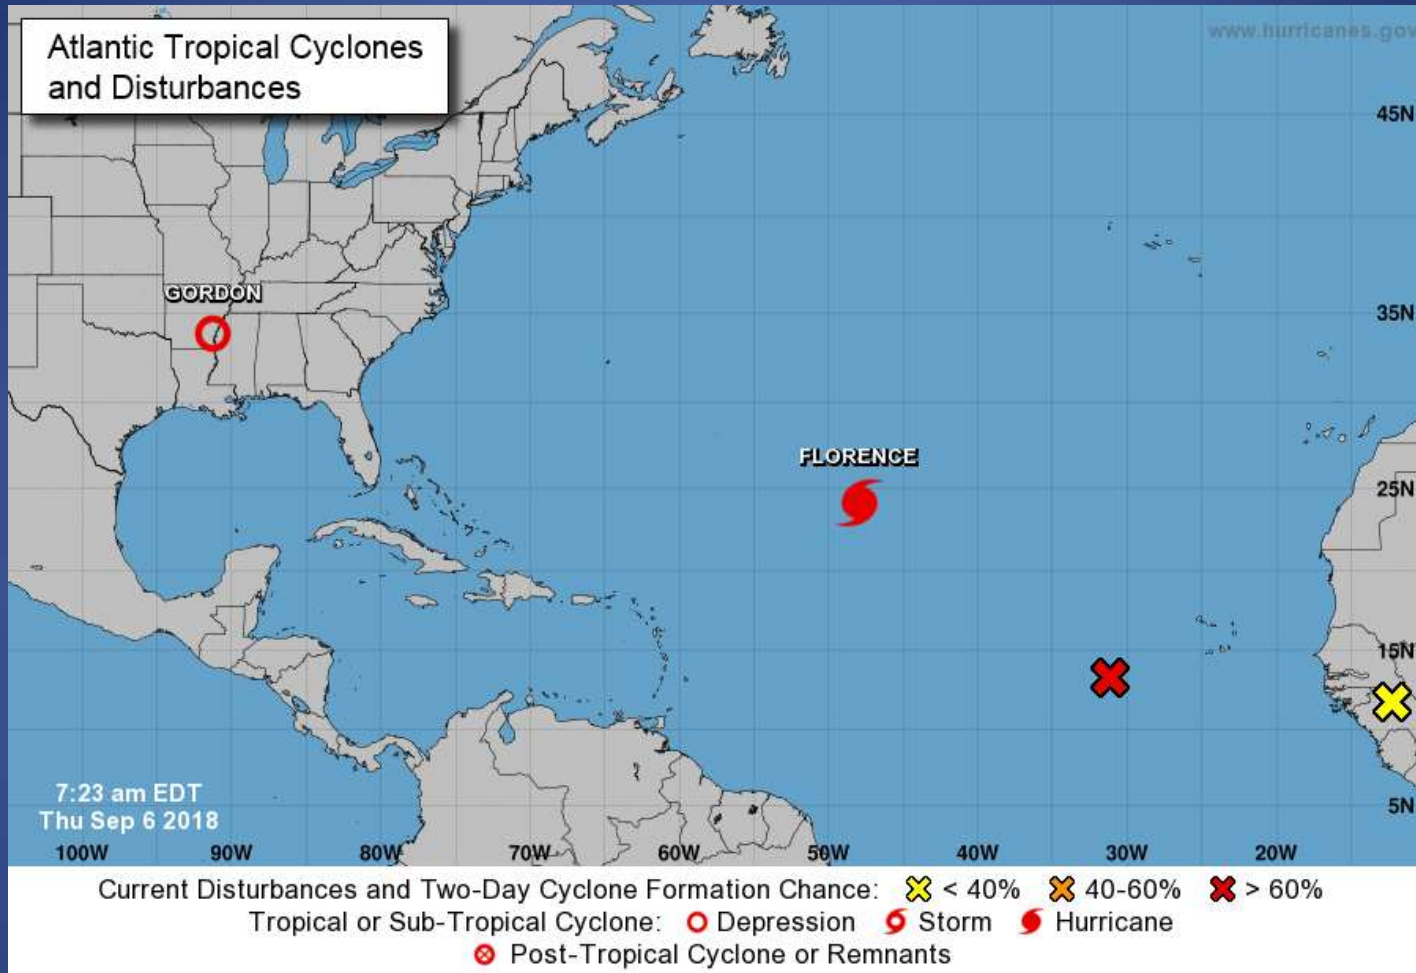 Atlantic Tropical Cyclones
and Disturbances
www.hurricanes.gov
45N
GORDON
35N
FLORENCE
25N
15N
7:23 am EDT
Thu Sep 6 2018
5N
100W 90W 80W 70W 60W 50W 40W 30W 20W
Current Disturbances and Two-Day Cyclone Formation Chance: < 40% 40-60% > 60%
Tropical or Sub-Tropical Cyclone: Depression Storm Hurricane
Post-Tropical Cyclone or Remnants